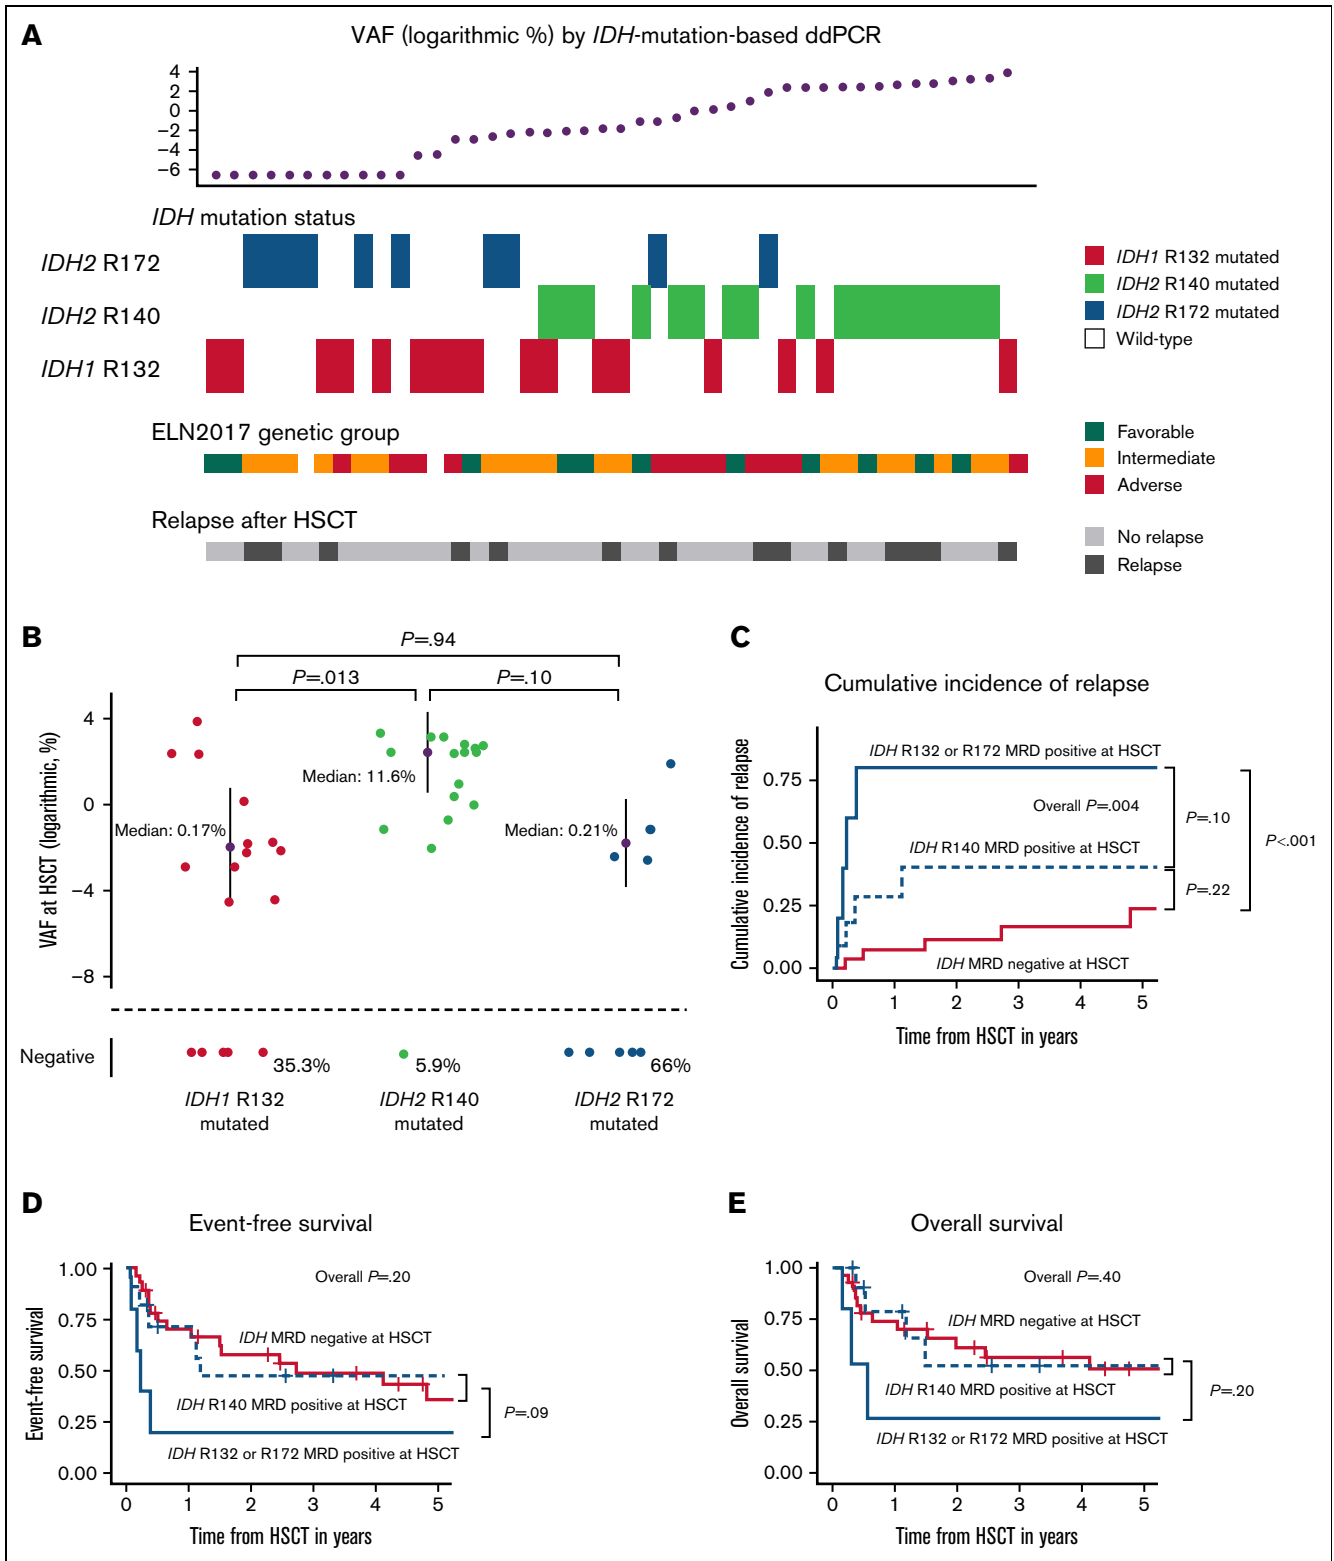 A
VAF (logarithmic %) by IDH-mutation-based ddPCR
4
2
0
−2
−4
−6
IDH mutation status
IDH2 R172
IDH2 R140
IDH1 R132
IDH1 R132 mutated
IDH2 R140 mutated
IDH2 R172 mutated
Wild-type
ELN2017 genetic group
Favorable
Intermediate
Adverse
Relapse after HSCT
No relapse
Relapse
B
P=.94
P=.013
P=.10
VAF at HSCT (logarithmic, %)
4
0
−4
−8
Median: 11.6%
Median: 0.17%
Median: 0.21%
Negative
35.3%
5.9%
66%
IDH1 R132
mutated
IDH2 R140
mutated
IDH2 R172
mutated
C
Cumulative incidence of relapse
Cumulative incidence of relapse
0.75
0.50
0.25
0.00
IDH R132 or R172 MRD positive at HSCT
Overall P=.004
IDH R140 MRD positive at HSCT
IDH MRD negative at HSCT
P=.10
P=.22
P<.001
0 1 2 3 4 5
Time from HSCT in years
D
Event-free survival
Event-free survival
1.00
0.75
0.50
0.25
0.00
Overall P=.20
IDH MRD negative at HSCT
IDH R140 MRD positive at HSCT
IDH R132 or R172 MRD positive at HSCT
P=.09
0 1 2 3 4 5
Time from HSCT in years
E
Overall survival
Overall survival
1.00
0.75
0.50
0.25
0.00
Overall P=.40
IDH MRD negative at HSCT
IDH R140 MRD positive at HSCT
IDH R132 or R172 MRD positive at HSCT
P=.20
0 1 2 3 4 5
Time from HSCT in years